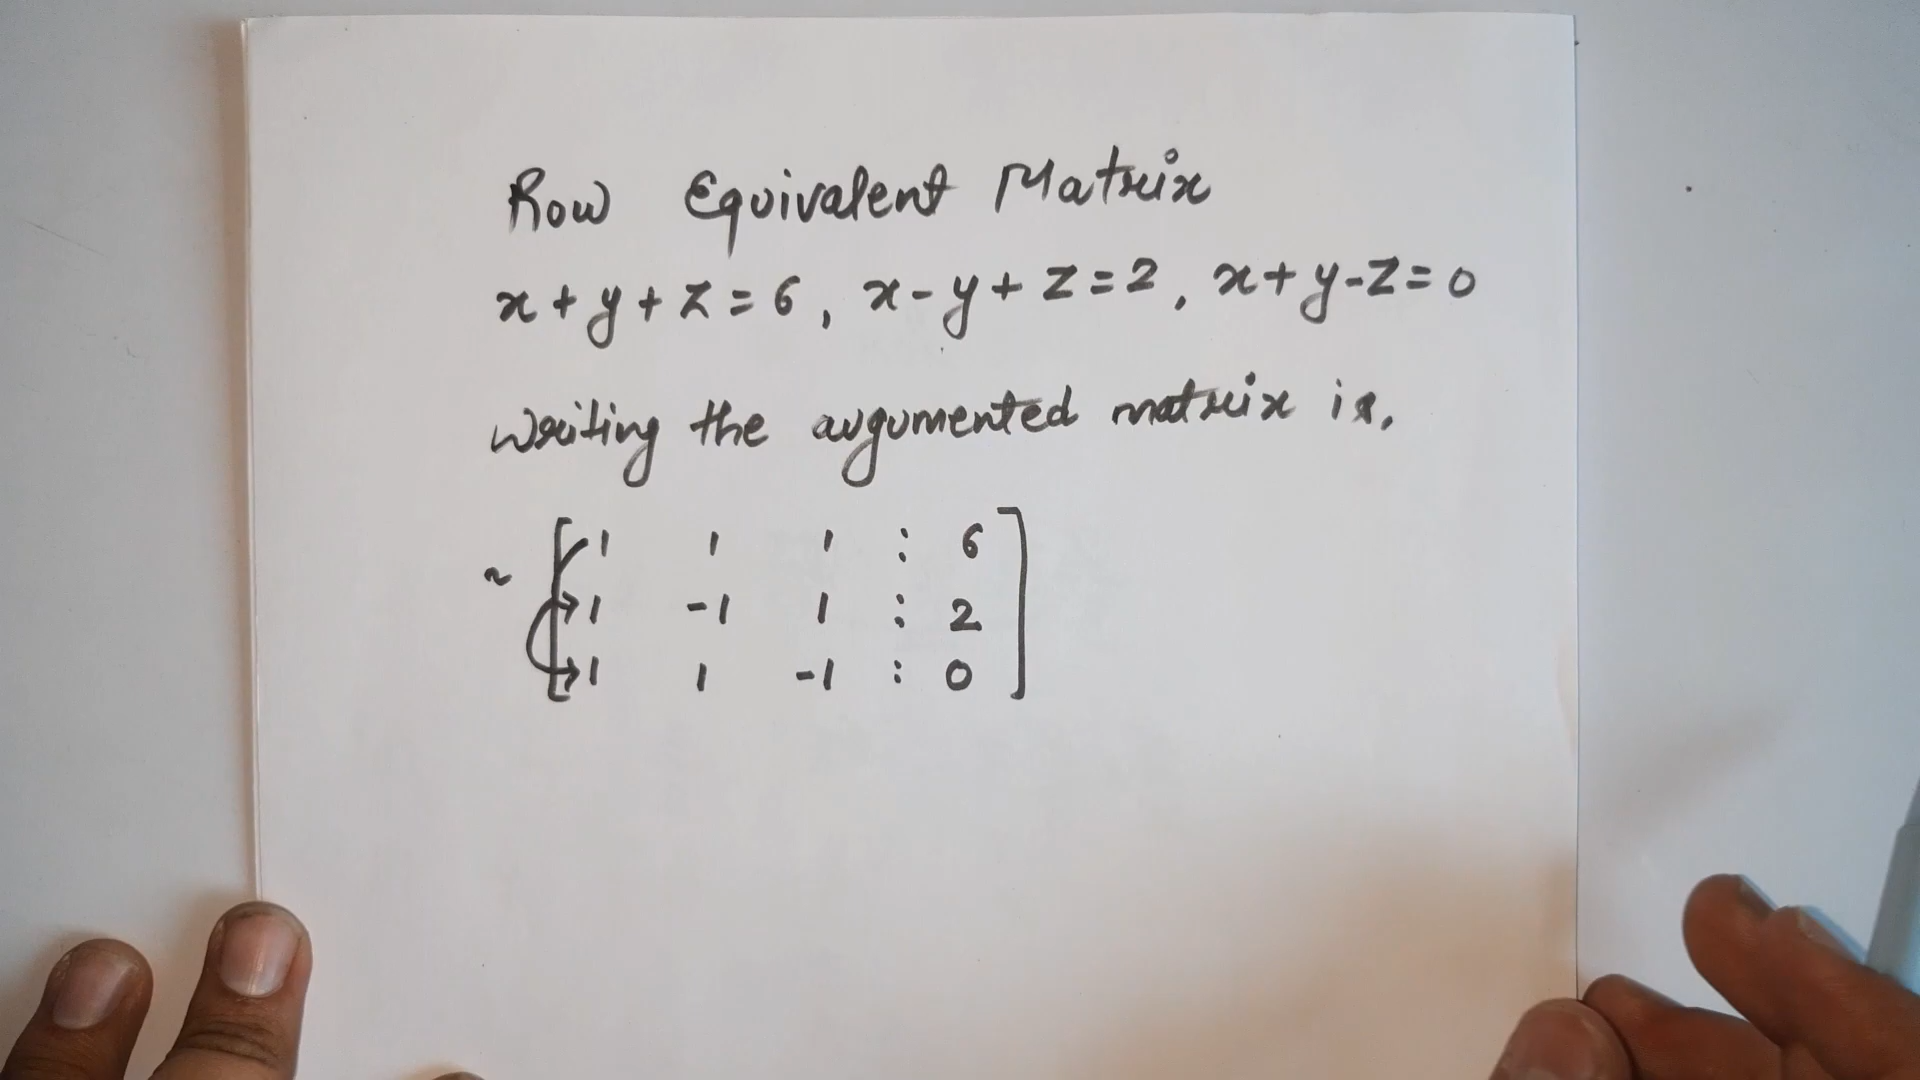 Row Equivalent Matrix
x + y + z = 6, x - y + z = 2, x + y - z = 0
Writing the augumented matrix is,
~ [ 1 1 1 : 6
1 -1 1 : 2
1 1 -1 : 0 ]